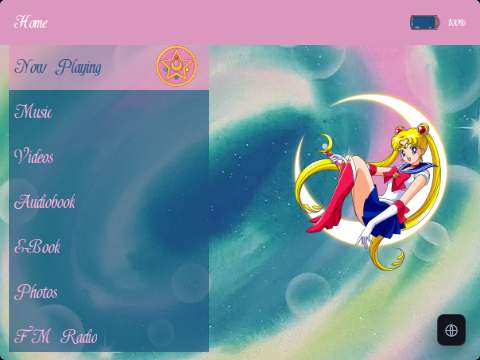 Home
100%
Now Playing
Music
Videos
Audiobook
E-Book
Photos
FM Radio